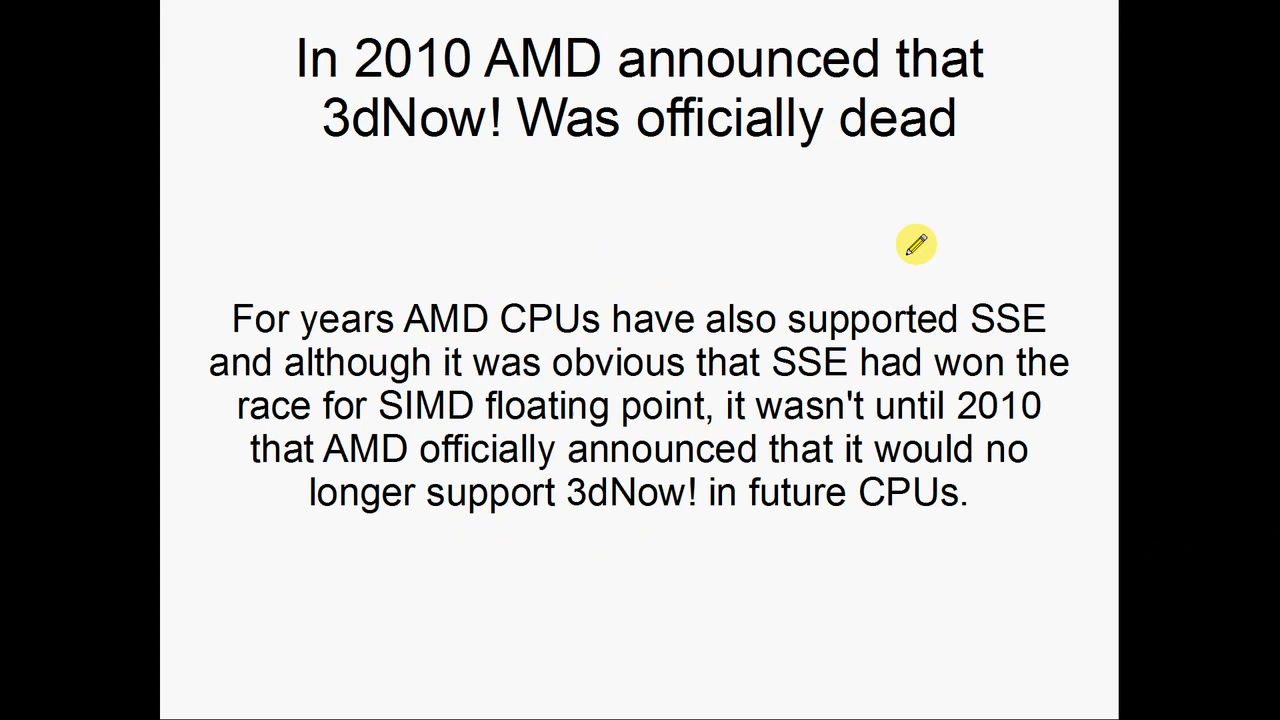 In 2010 AMD announced that
3dNow! Was officially dead
For years AMD CPUs have also supported SSE
and although it was obvious that SSE had won the
race for SIMD floating point, it wasn't until 2010
that AMD officially announced that it would no
longer support 3dNow! in future CPUs.